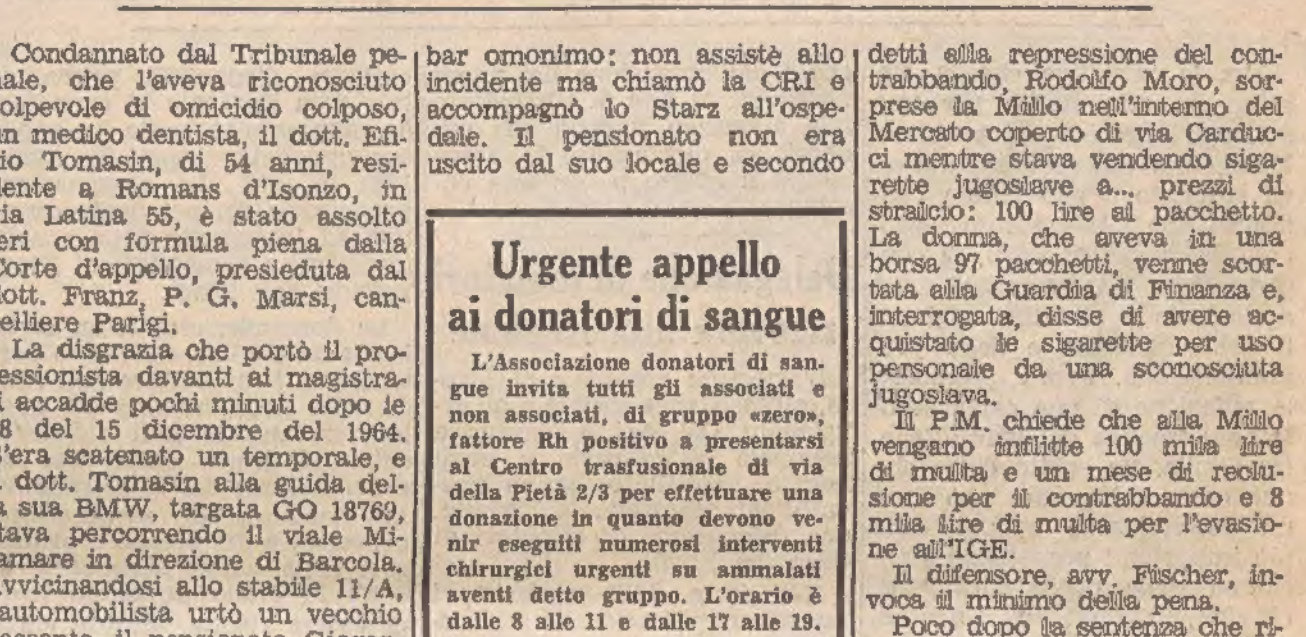 Condannato dal Tribunale pe-
nale, che l'aveva riconosciuto
colpevole di omicidio colposo,
un medico dentista, il dott. Efi-
sio Tomasin, di 54 anni, resi-
dente a Romans d'Isonzo, in
via Latina 55, è stato assolto
ieri con formula piena dalla
Corte d'appello, presieduta dal
dott. Franz, P. G. Marsi, can-
celliere Parigi.
La disgrazia che portò il pro-
fessionista davanti ai magistra-
ti accadde pochi minuti dopo le
8 del 15 dicembre del 1964.
S'era scatenato un temporale, e
il dott. Tomasin alla guida del-
la sua BMW, targata GO 18769,
stava percorrendo il viale Mi-
ramare in direzione di Barcola.
Avvicinandosi allo stabile 11/A,
l'automobilista urtò un vecchio
passante, il pensionato Giovan-
bar omonimo: non assistè allo
incidente ma chiamò la CRI e
accompagnò lo Starz all'ospe-
dale. Il pensionato non era
uscito dal suo locale e secondo
Urgente appello
ai donatori di sangue
L'Associazione donatori di san-
gue invita tutti gli associati e
non associati, di gruppo «zero»,
fattore Rh positivo a presentarsi
al Centro trasfusionale di via
della Pietà 2/3 per effettuare una
donazione in quanto devono ve-
nir eseguiti numerosi interventi
chirurgici urgenti su ammalati
aventi detto gruppo. L'orario è
dalle 8 alle 11 e dalle 17 alle 19.
detti alla repressione del con-
trabbando, Rodolfo Moro, sor-
prese la Millo nell'interno del
Mercato coperto di via Carduc-
ci mentre stava vendendo siga-
rette jugoslave a... prezzi di
stralcio: 100 lire al pacchetto.
La donna, che aveva in una
borsa 97 pacchetti, venne scor-
tata alla Guardia di Finanza e,
interrogata, disse di avere ac-
quistato le sigarette per uso
personale da una sconosciuta
jugoslava.
Il P.M. chiede che alla Millo
vengano inflitte 100 mila lire
di multa e un mese di reclu-
sione per il contrabbando e 8
mila lire di multa per l'evasio-
ne all'IGE.
Il difensore, avv. Fischer, in-
voca il minimo della pena.
Poco dopo la sentenza che ri-